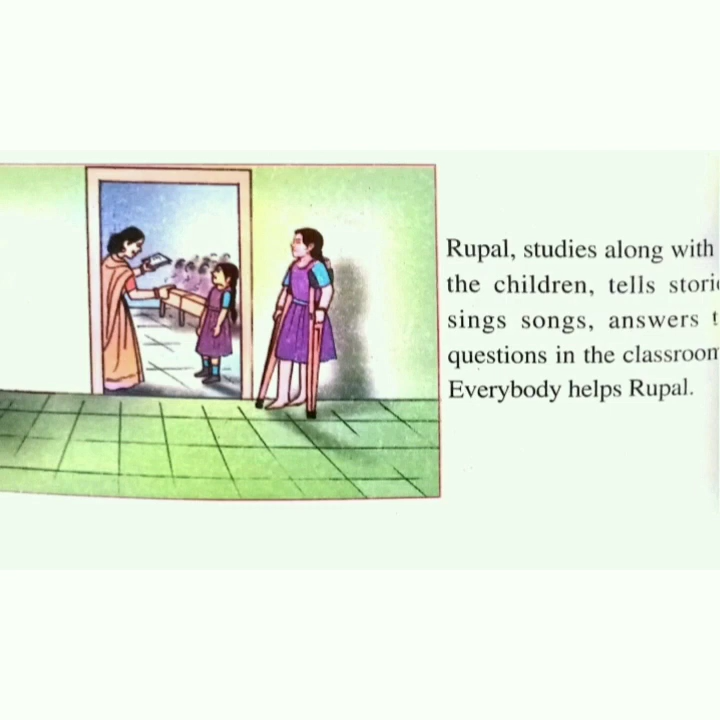 Rupal, studies along with
the children, tells
sings songs, answers
questions in the
Everybody helps Rupal.